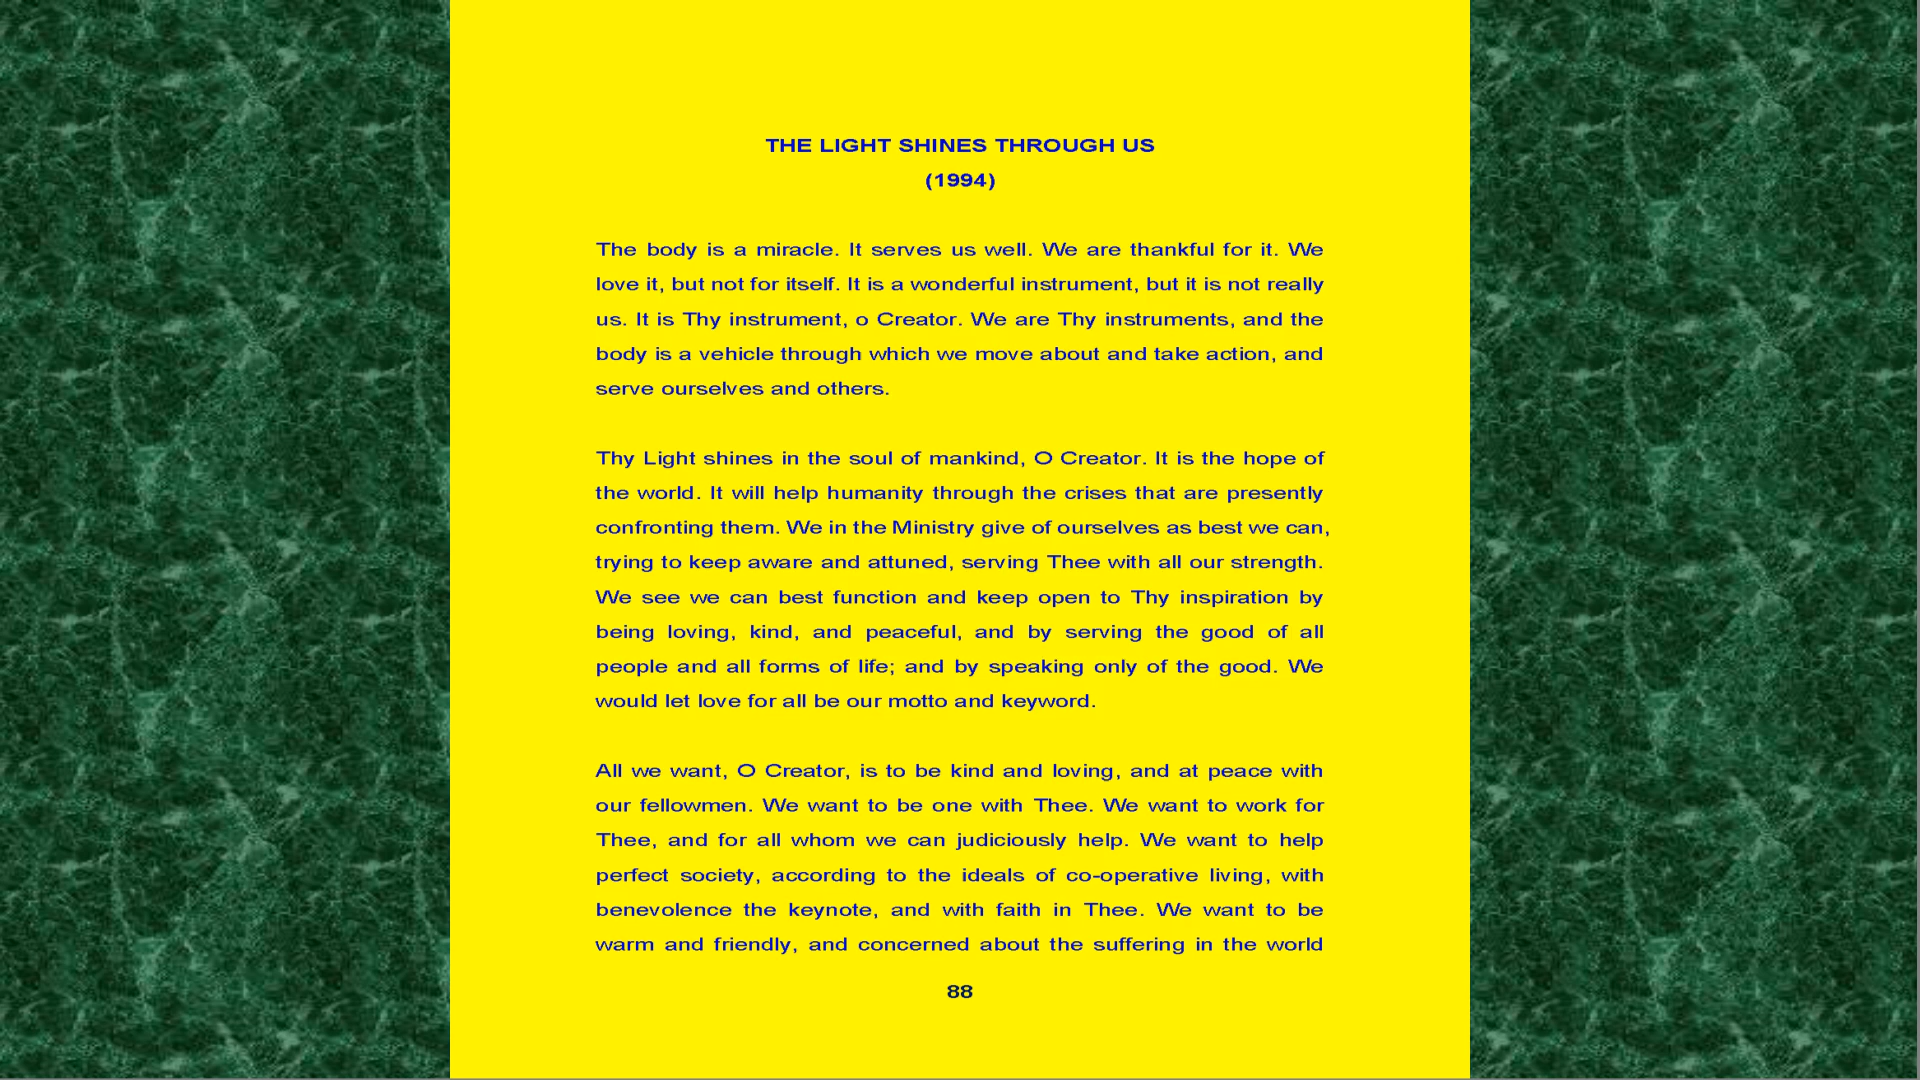 THE LIGHT SHINES THROUGH US
(1994)
The body is a miracle. It serves us well. We are thankful for it. We
love it, but not for itself. It is a wonderful instrument, but it is not really
us. It is Thy instrument, o Creator. We are Thy instruments, and the
body is a vehicle through which we move about and take action, and
serve ourselves and others.
Thy Light shines in the soul of mankind, O Creator. It is the hope of
the world. It will help humanity through the crises that are presently
confronting them. We in the Ministry give of ourselves as best we can,
trying to keep aware and attuned, serving Thee with all our strength.
We see we can best function and keep open to Thy inspiration by
being loving, kind, and peaceful, and by serving the good of all
people and all forms of life; and by speaking only of the good. We
would let love for all be our motto and keyword.
All we want, O Creator, is to be kind and loving, and at peace with
our fellowmen. We want to be one with Thee. We want to work for
Thee, and for all whom we can judiciously help. We want to help
perfect society, according to the ideals of co-operative living, with
benevolence the keynote, and with faith in Thee. We want to be
warm and friendly, and concerned about the suffering in the world
88